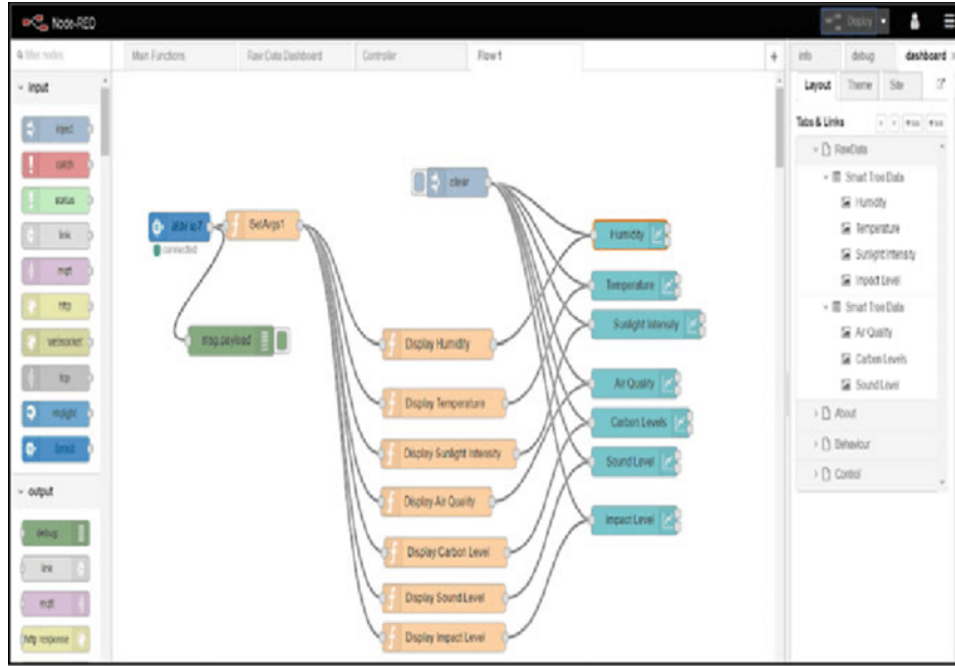 Node-RED
Deploy
filter nodes
Main Functions
Raw Data Dashboard
Controller
Flow 1
+
info
debug
dashboard
input
Layout
Theme
Site
inject
catch
status
link
mqtt
http
websocket
tcp
output
debug
link
mqtt
http response
clear
IBM IoT
connected
SetArgs1
msg.payload
Display Humidity
Display Temperature
Display Sunlight Intensity
Display Air Quality
Display Carbon Level
Display Sound Level
Display Impact Level
Humidity
Temperature
Sunlight Intensity
Air Quality
Carbon Levels
Sound Level
Impact Level
Tabs & Links
RawData
Smart Tree Data
Humidity
Temperature
Sunlight Intensity
Impact Level
Smart Tree Data
Air Quality
Carbon Levels
Sound Level
About
Behaviour
Control